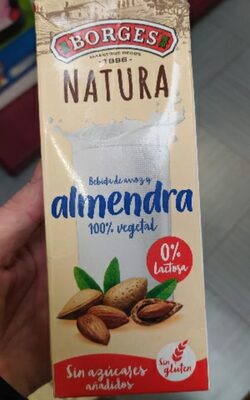 BORGES
· 1896 ·
NATURA
Bebida de arroz y
almendra
100% vegetal
0%
Lactosa
Sin azúcares
añadidos
Sin
gluten